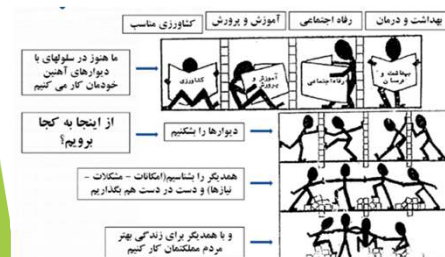 بهداشت و درمان
رفاه اجتماعی
آموزش و پرورش
کشاورزی مناسب
ما هنوز در سلولهای با
دیوارهای آهنین
خودمان کار می کنیم
کشاورزی
آموزش و
پرورش
رفاه اجتماعی
بهداشت و
درمان
از اینجا به کجا
برویم؟
دیوارها را بشکنیم
همدیگر را بشناسیم(امکانات - مشکلات -
نیازها) و دست در دست هم بگذاریم
و با همدیگر برای زندگی بهتر
مردم مملکتمان کار کنیم